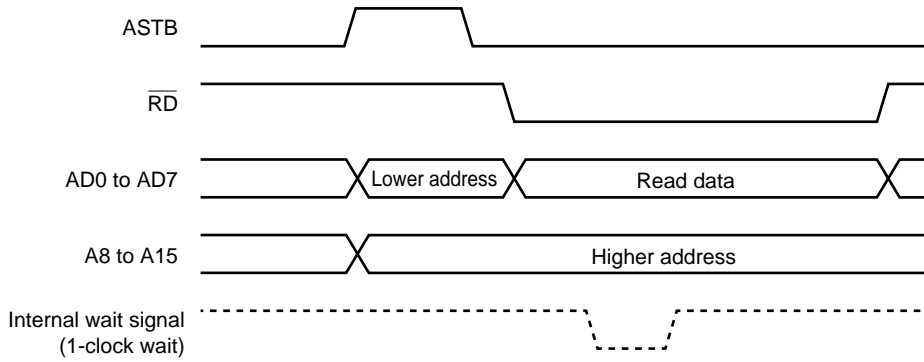 ASTB
RD
AD0 to AD7
Lower address
Read data
A8 to A15
Higher address
Internal wait signal
(1-clock wait)